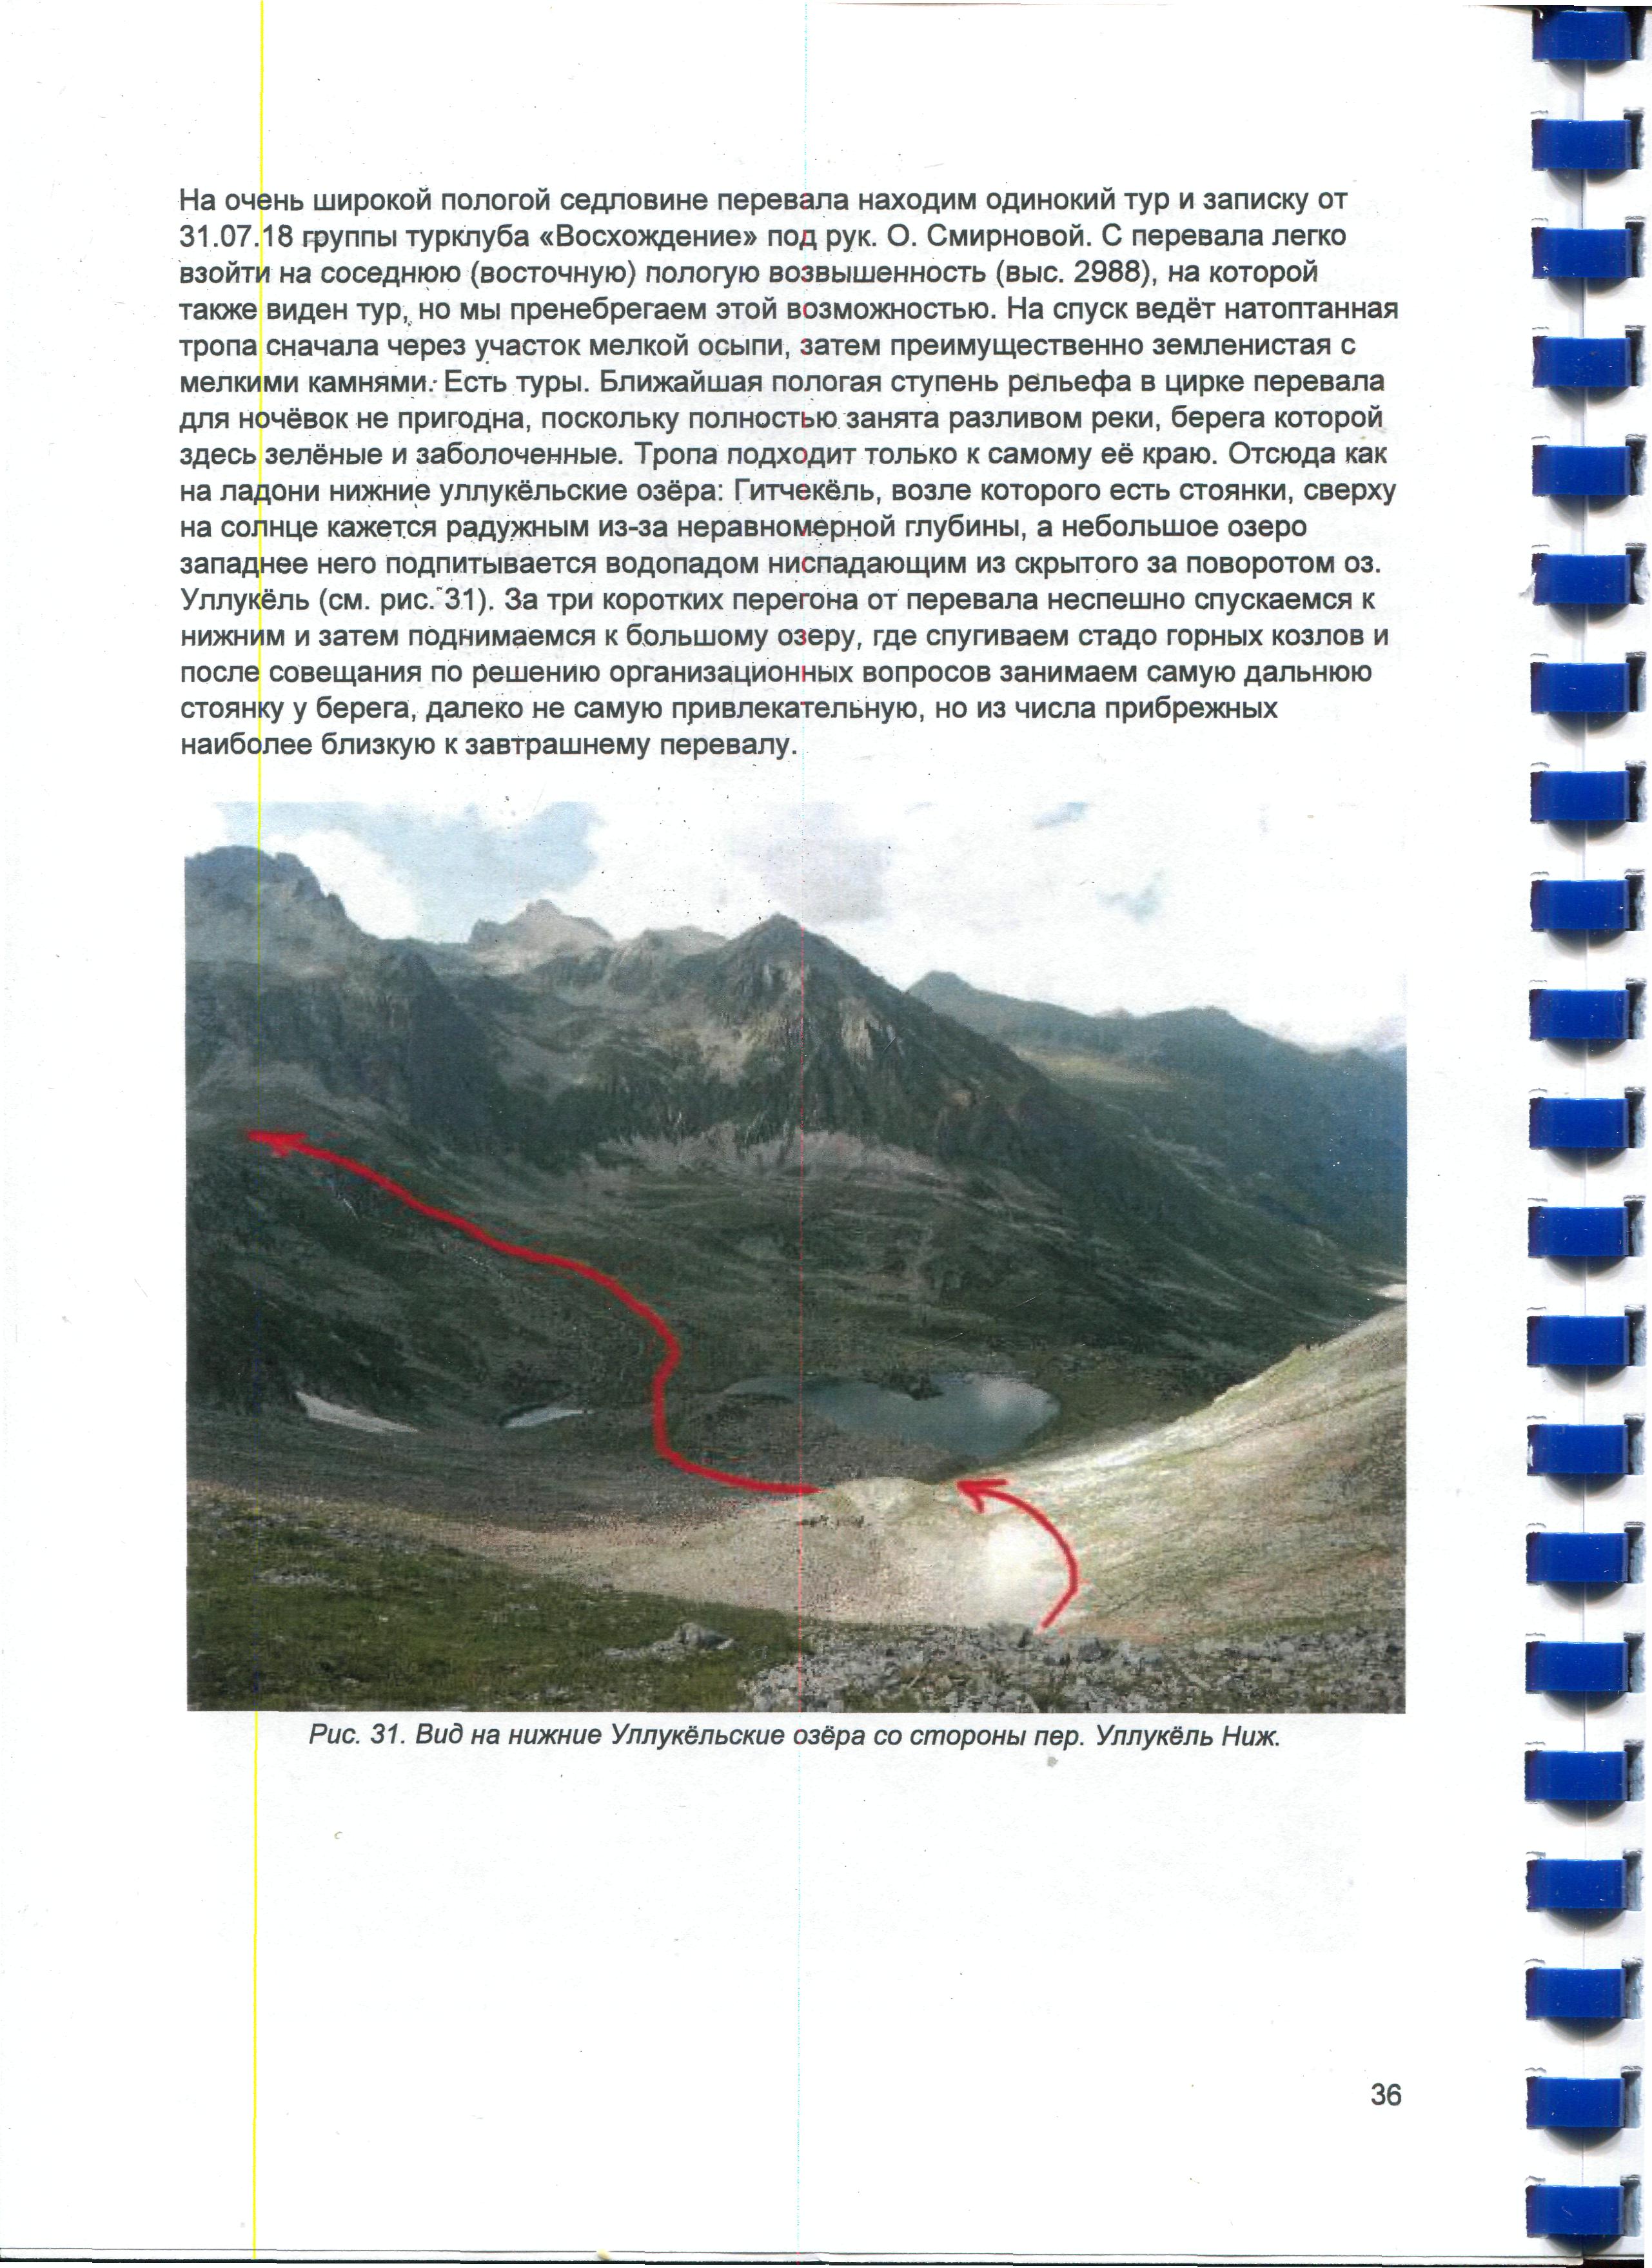 На очень широкой пологой седловине перевала находим одинокий тур и записку от
31.07.18 группы турклуба «Восхождение» под рук. О. Смирновой. С перевала легко
взойти на соседнюю (восточную) пологую возвышенность (выс. 2988), на которой
также виден тур, но мы пренебрегаем этой возможностью. На спуск ведёт натоптанная
тропа сначала через участок мелкой осыпи, затем преимущественно землeнистая с
мелкими камнями. Есть туры. Ближайшая пологая ступень рельефа в цирке перевала
для ночёвок не пригодна, поскольку полностью занята разливом реки, берега которой
здесь зелёные и заболоченные. Тропа подходит только к самому её краю. Отсюда как
на ладони нижние уллукёльские озёра: Гитчекёль, возле которого есть стоянки, сверху
на солнце кажется радужным из-за неравномерной глубины, а небольшое озеро
западнее него подпитывается водопадом ниспадающим из скрытого за поворотом оз.
Уллукёль (см. рис. 31). За три коротких перегона от перевала неспешно спускаемся к
нижним и затем поднимаемся к большому озеру, где спугиваем стадо горных козлов и
после совещания по решению организационных вопросов занимаем самую дальнюю
стоянку у берега, далеко не самую привлекательную, но из числа прибрежных
наиболее близкую к завтрашнему перевалу.
Рис. 31. Вид на нижние Уллукёльские озёра со стороны пер. Уллукёль Ниж.
36